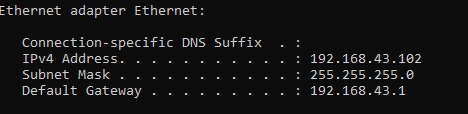 Ethernet adapter Ethernet:
Connection-specific DNS Suffix  . :
IPv4 Address. . . . . . . . . . . : 192.168.43.102
Subnet Mask . . . . . . . . . . . : 255.255.255.0
Default Gateway . . . . . . . . . : 192.168.43.1